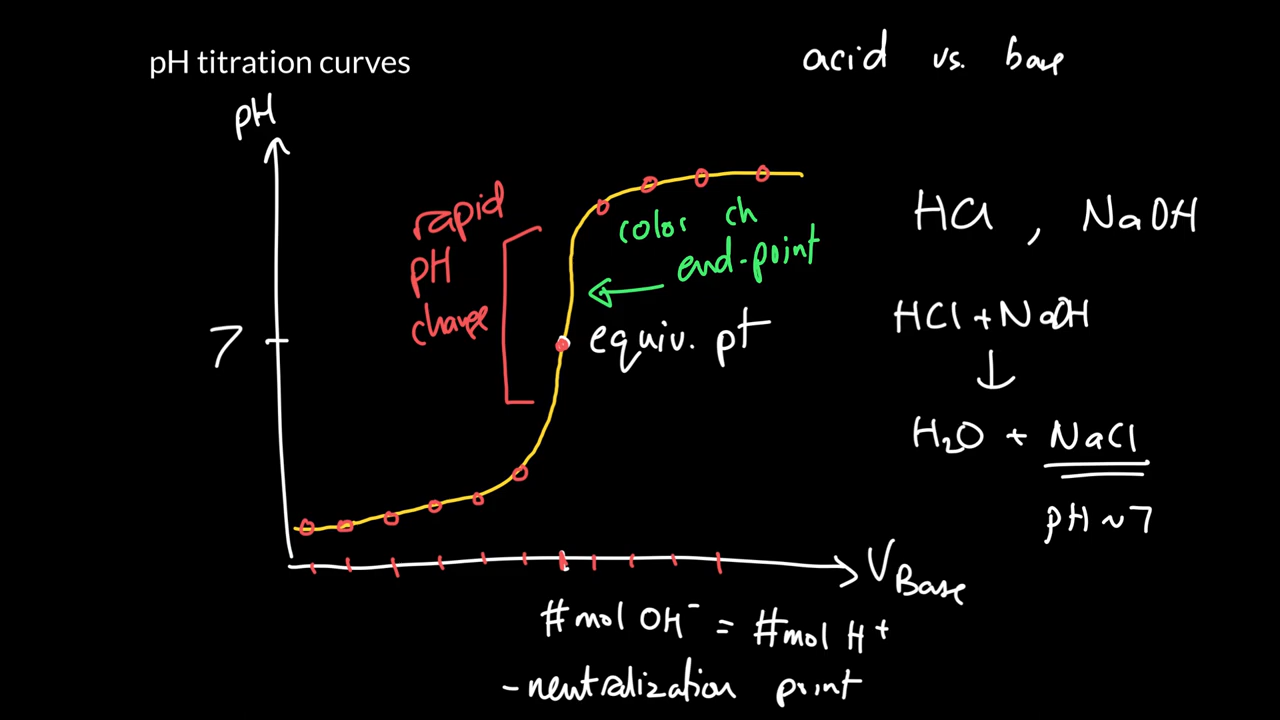 pH titration curves
acid vs. base
pH
rapid
pH
change
color ch
end-point
HCl , NaOH
7
equiv. pt
HCl + NaOH
↓
H₂O + NaCl
pH ~ 7
V Base
#mol OH⁻ = #mol H⁺
- neutralization point